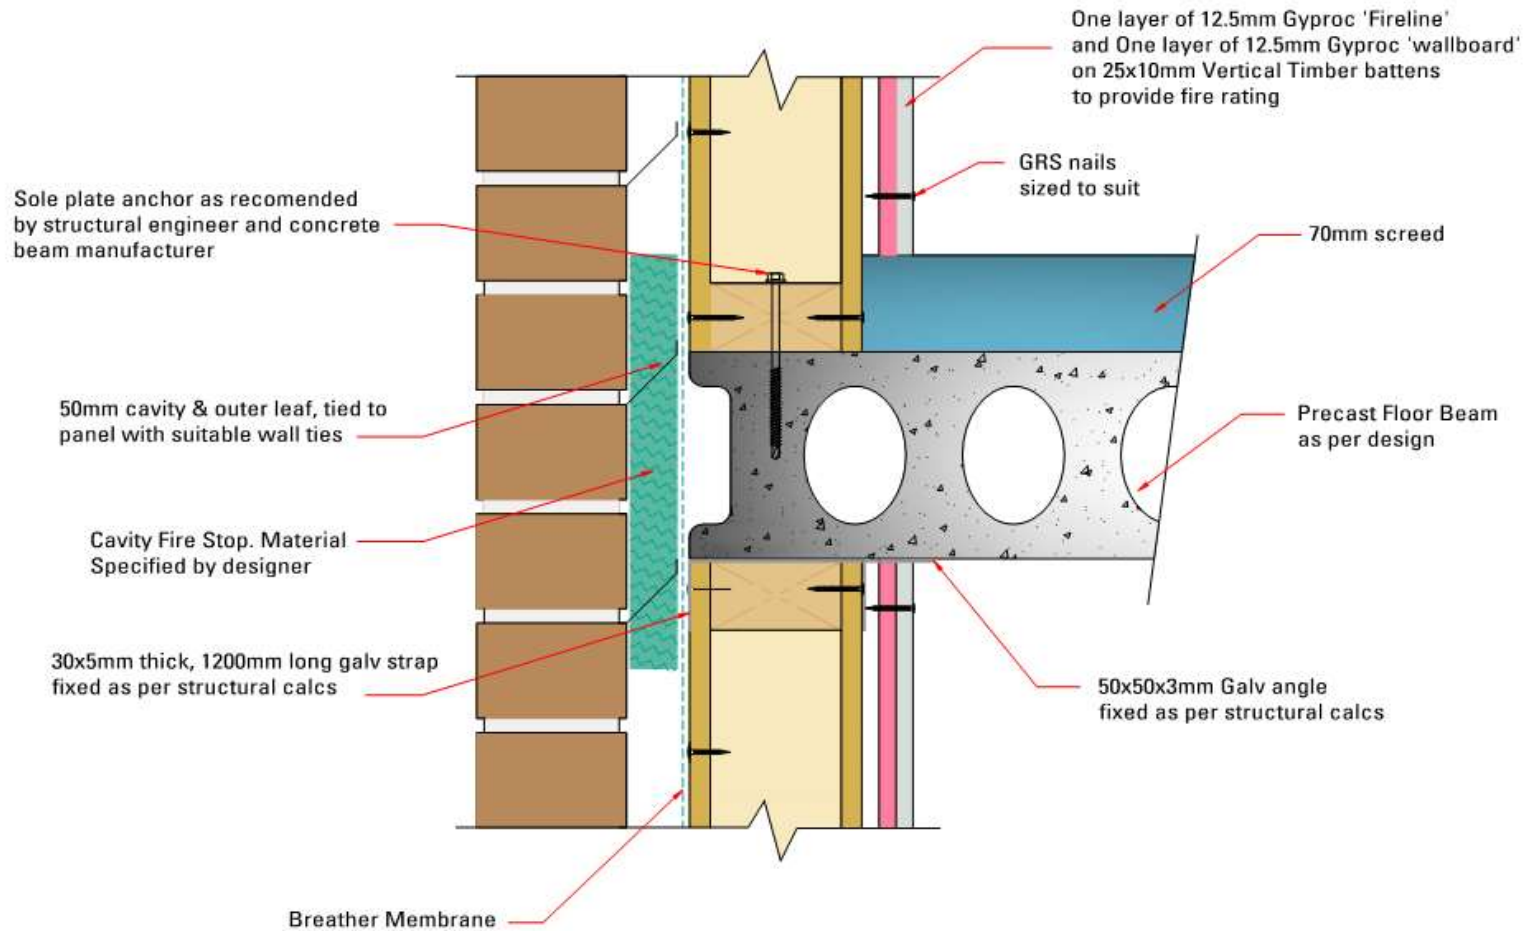 One layer of 12.5mm Gyproc 'Fireline'
and One layer of 12.5mm Gyproc 'wallboard'
on 25x10mm Vertical Timber battens
to provide fire rating
GRS nails
sized to suit
Sole plate anchor as recomended
by structural engineer and concrete
beam manufacturer
70mm screed
50mm cavity & outer leaf, tied to
panel with suitable wall ties
Precast Floor Beam
as per design
Cavity Fire Stop. Material
Specified by designer
30x5mm thick, 1200mm long galv strap
fixed as per structural calcs
50x50x3mm Galv angle
fixed as per structural calcs
Breather Membrane